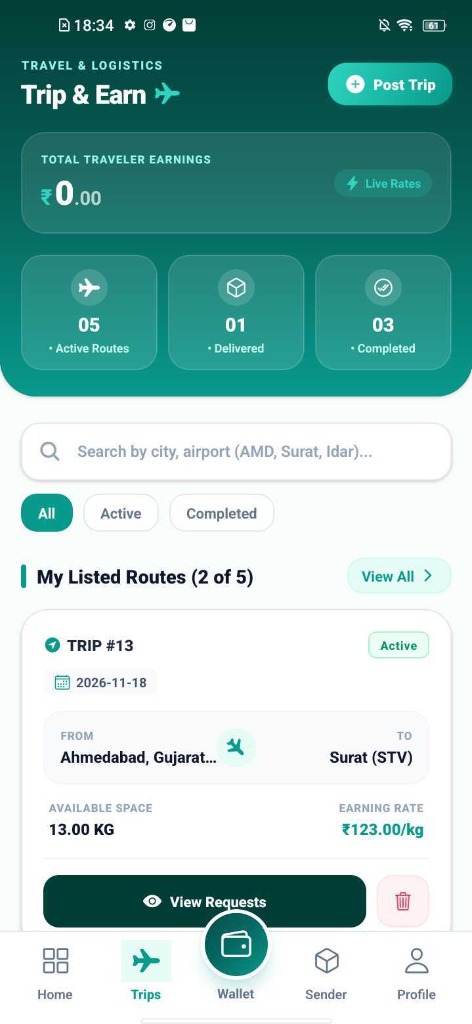 18:34 61
TRAVEL & LOGISTICS
Trip & Earn
Post Trip
TOTAL TRAVELER EARNINGS
₹0.00
Live Rates
05 01 03
• Active Routes • Delivered • Completed
Search by city, airport (AMD, Surat, Idar)...
All Active Completed
My Listed Routes (2 of 5) View All
TRIP #13 Active
2026-11-18
FROM TO
Ahmedabad, Gujarat... Surat (STV)
AVAILABLE SPACE EARNING RATE
13.00 KG ₹123.00/kg
View Requests
Home Trips Wallet Sender Profile